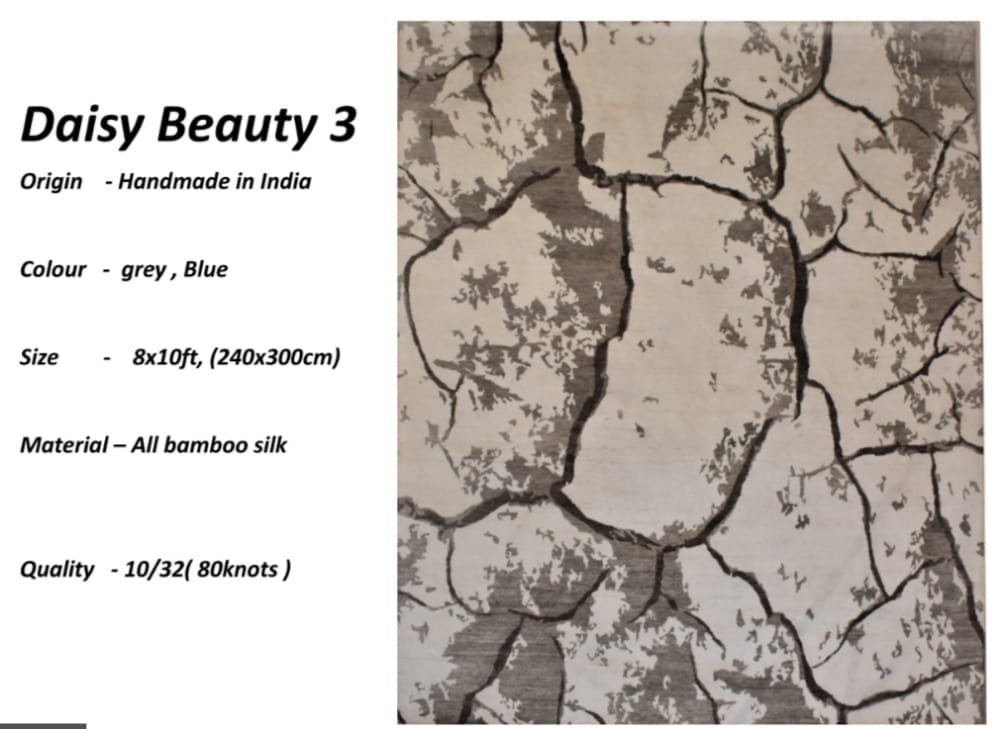 Daisy Beauty 3
Origin - Handmade in India
Colour - grey , Blue
Size - 8x10ft, (240x300cm)
Material – All bamboo silk
Quality - 10/32( 80knots )